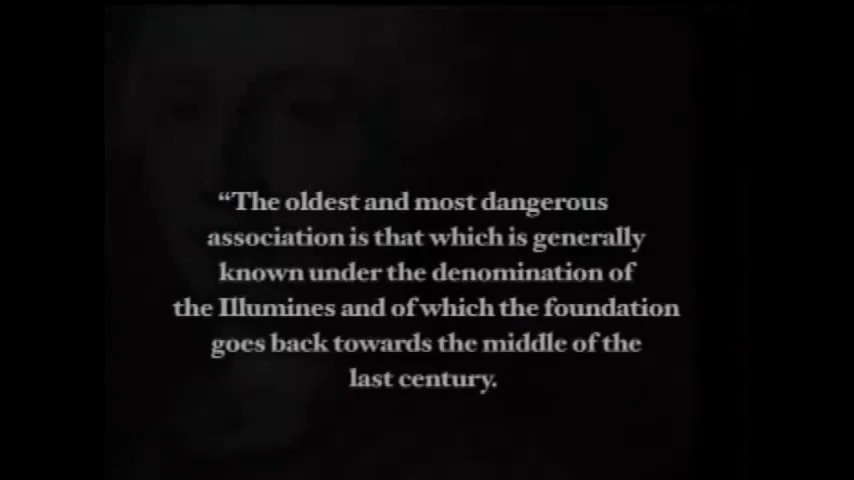 “The oldest and most dangerous
association is that which is generally
known under the denomination of
the Illumines and of which the foundation
goes back towards the middle of the
last century.